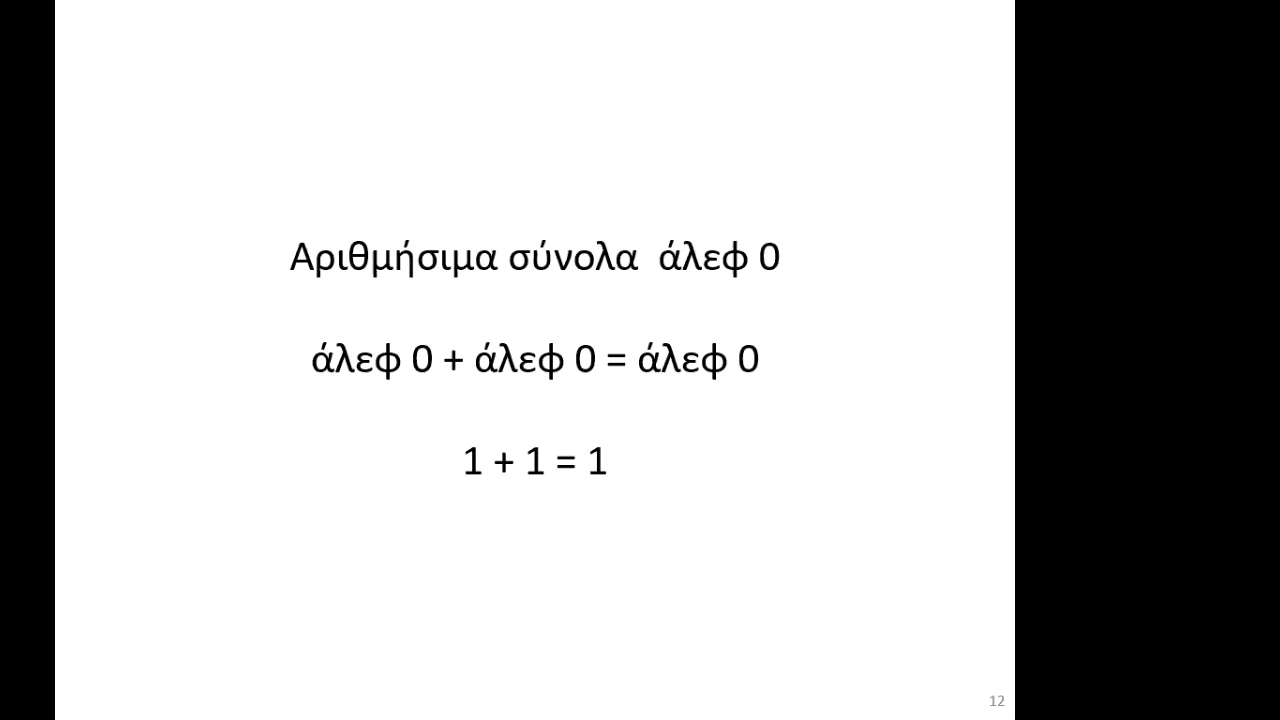 Αριθμήσιμα σύνολα  άλεφ 0
άλεφ 0 + άλεφ 0 = άλεφ 0
1 + 1 = 1
12